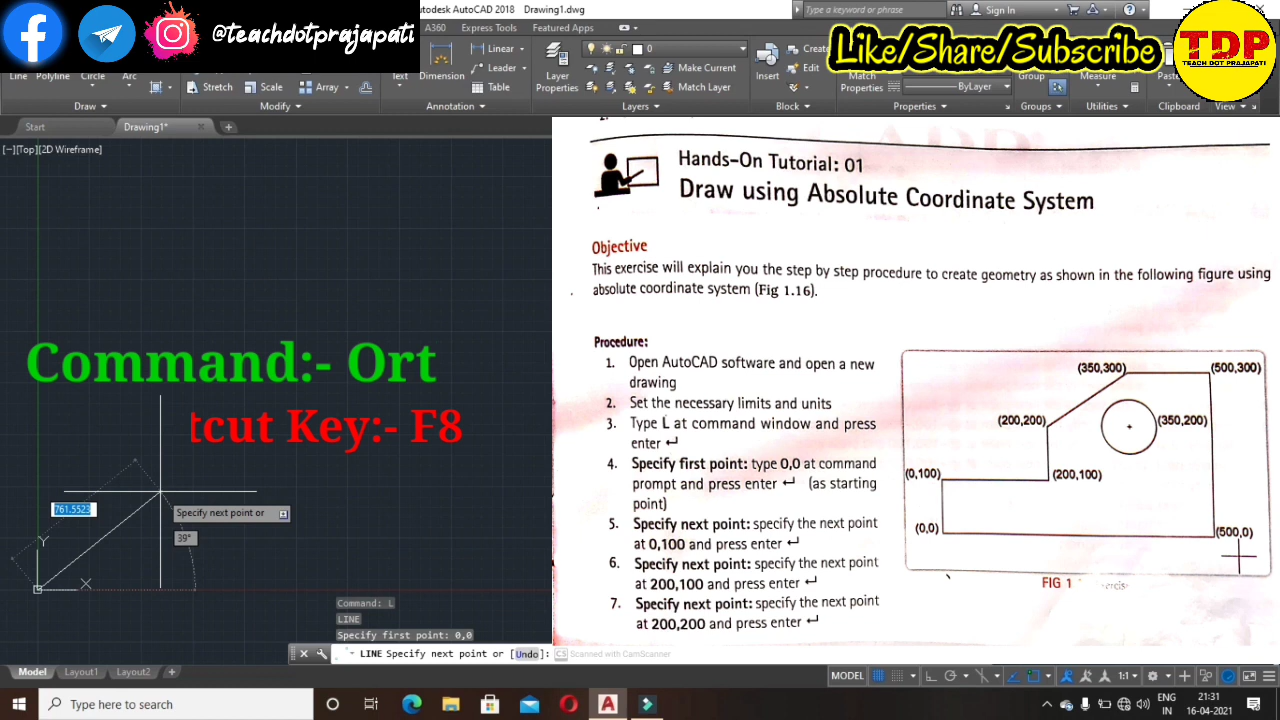 utodesk AutoCAD 2018 Drawing1.dwg
Type a keyword or phrase
Sign In
@teachdotprajapati
Like/Share/Subscribe
TDP
TEACH DOT PRAJAPATI
A360 Express Tools Featured Apps
Linear
0
Create
Group
Measure
Line Polyline Circle Arc
Stretch Scale Array
Dimension
Table
Layer
Properties
Make Current
Match Layer
Insert
Match
Properties
ByLayer
Draw Modify Annotation Layers Block Properties Groups Utilities Clipboard View
Start Drawing1*
[−][Top][2D Wireframe]
Command:- Ort
tcut Key:- F8
761.5523
Specify next point or
39°
Y
X
Command: L
LINE
Specify first point: 0,0
LINE Specify next point or [Undo]:
Model Layout1 Layout2 +
Hands-On Tutorial: 01
Draw using Absolute Coordinate System
Objective
This exercise will explain you the step by step procedure to create geometry as shown in the following figure using
absolute coordinate system (Fig 1.16).
Procedure:
1. Open AutoCAD software and open a new
drawing
2. Set the necessary limits and units
3. Type L at command window and press
enter ↵
4. Specify first point: type 0,0 at command
prompt and press enter ↵ (as starting
point)
5. Specify next point: specify the next point
at 0,100 and press enter ↵
6. Specify next point: specify the next point
at 200,100 and press enter ↵
7. Specify next point: specify the next point
at 200,200 and press enter ↵
(350,300) (500,300)
(200,200) (350,200)
(0,100) (200,100)
(0,0) (500,0)
FIG 1
CS Scanned with CamScanner
MODEL
1:1
Type here to search
ENG
IN
21:31
16-04-2021